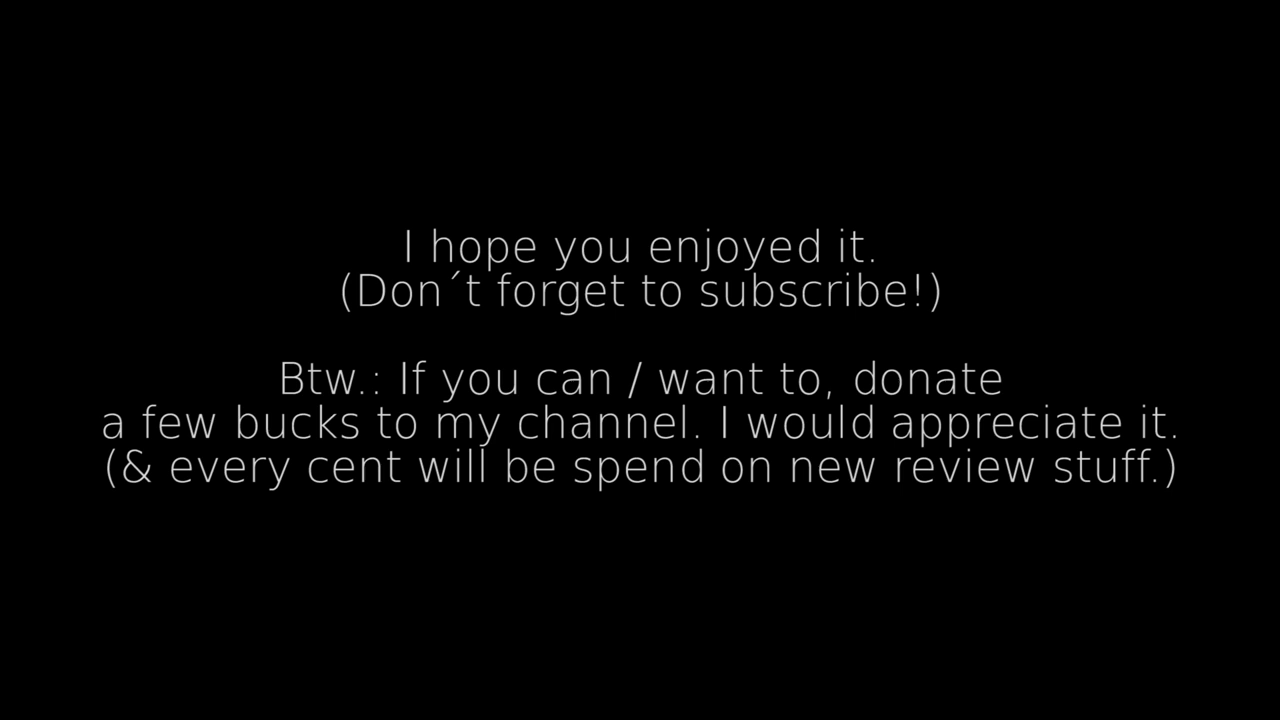 I hope you enjoyed it.
(Don´t forget to subscribe!)
Btw.: If you can / want to, donate
a few bucks to my channel. I would appreciate it.
(& every cent will be spend on new review stuff.)